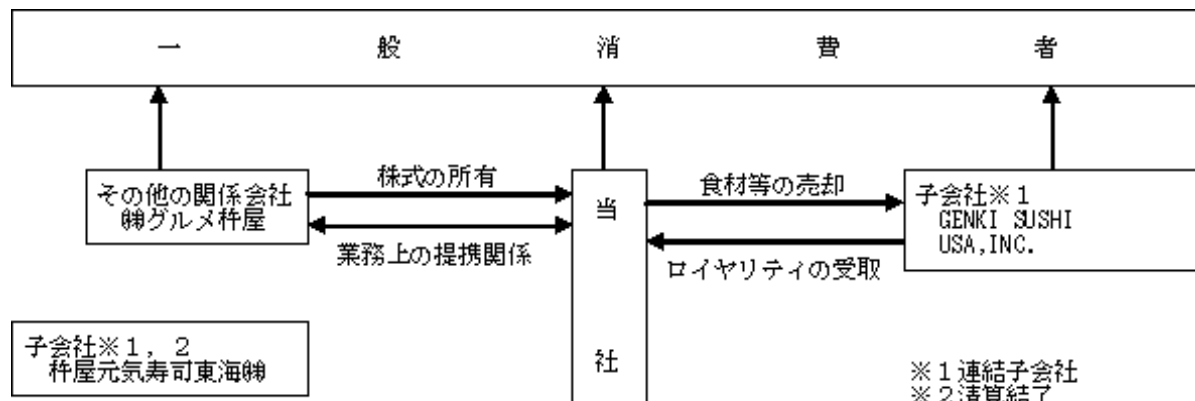 一般消費者
その他の関係会社
㈱グルメ杵屋
株式の所有
業務上の提携関係
当社
食材等の売却
ロイヤリティの受取
子会社※１
GENKI SUSHI
USA,INC.
子会社※１，２
杵屋元気寿司東海㈱
※１連結子会社
※２清算結了